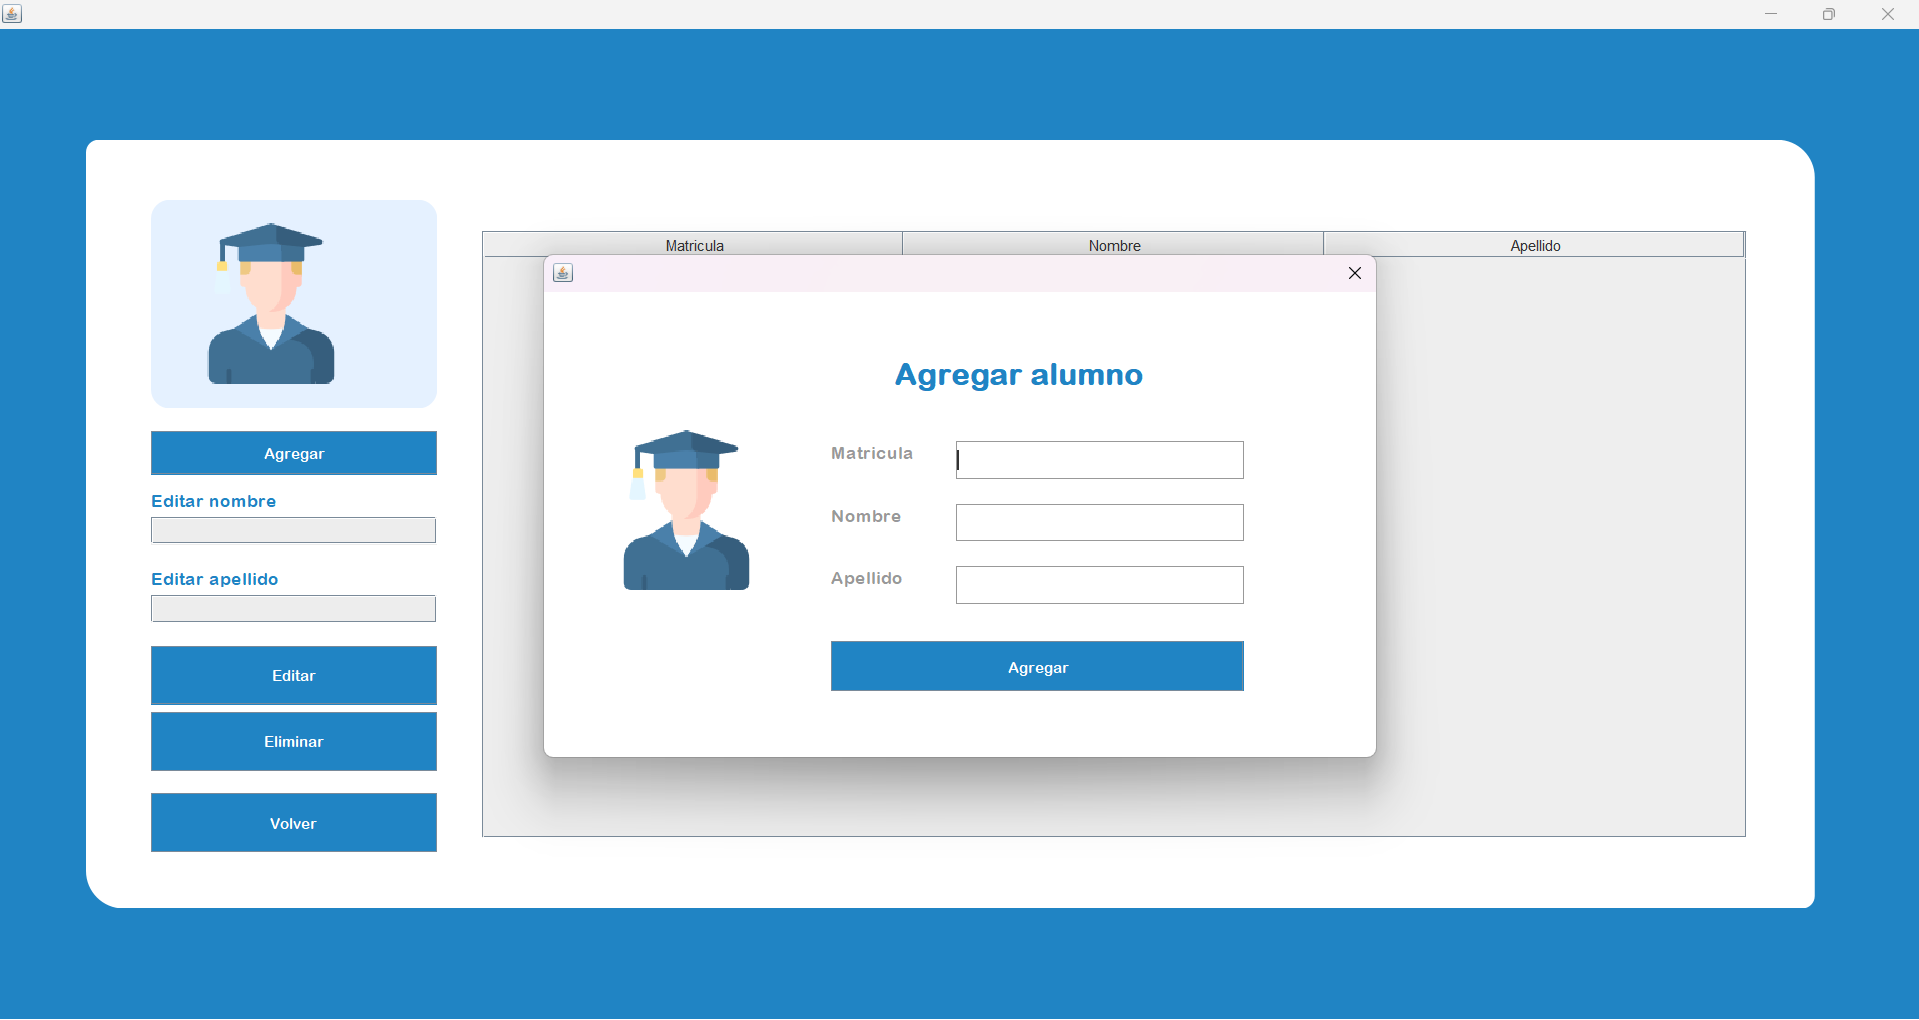 Matricula
Nombre
Apellido
Agregar
Editar nombre
Editar apellido
Editar
Eliminar
Volver
Agregar alumno
Matricula
Nombre
Apellido
Agregar